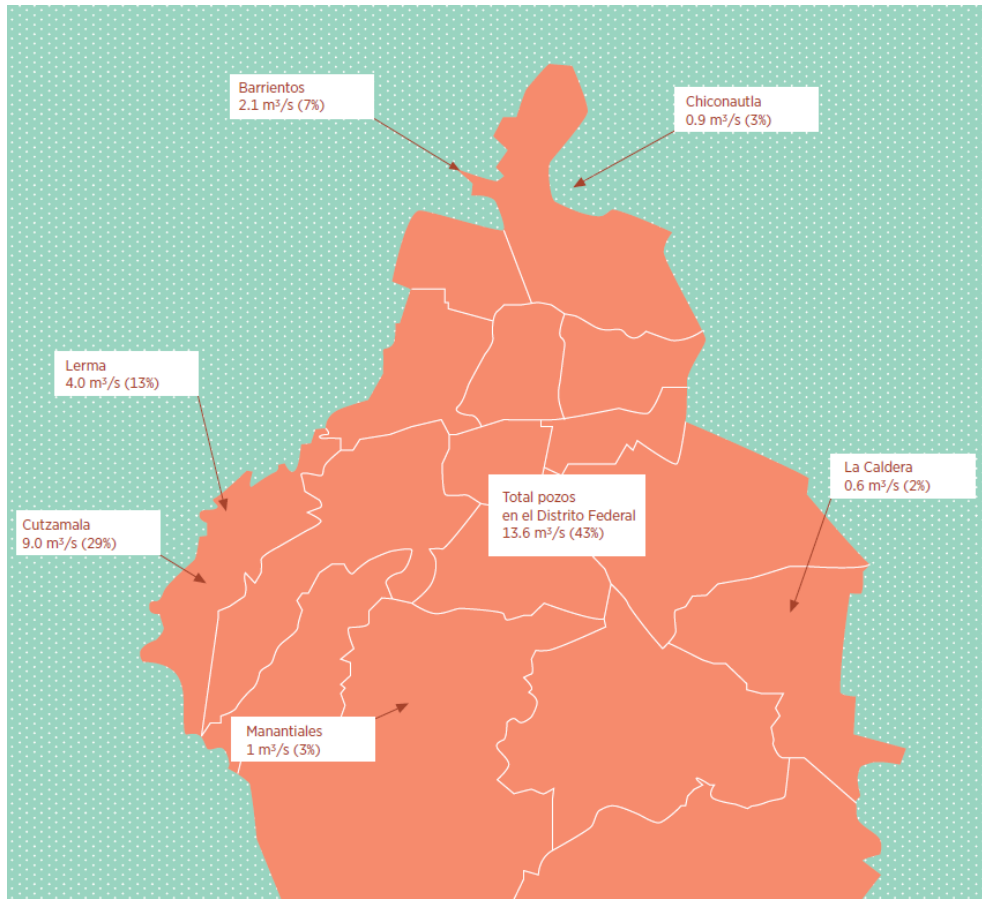 Barrientos
2.1 m³/s (7%)
Chiconautla
0.9 m³/s (3%)
Lerma
4.0 m³/s (13%)
La Caldera
0.6 m³/s (2%)
Total pozos
en el Distrito Federal
13.6 m³/s (43%)
Cutzamala
9.0 m³/s (29%)
Manantiales
1 m³/s (3%)